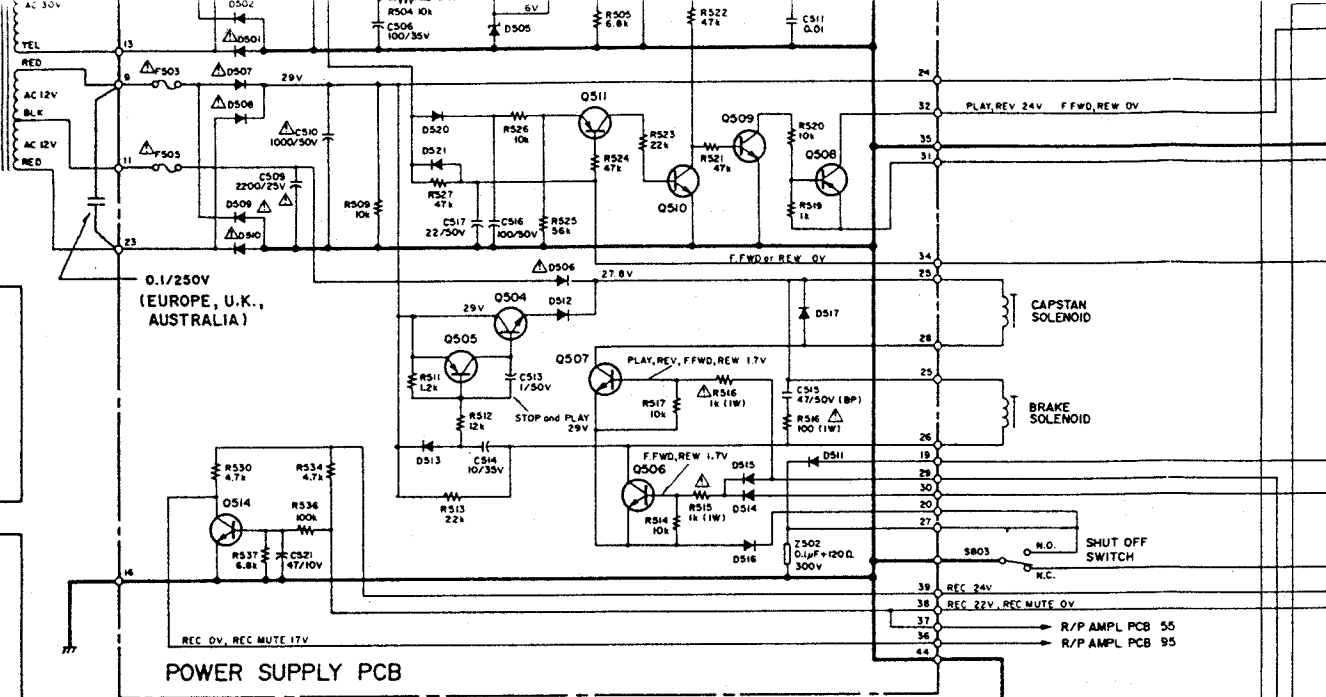 AC 30V
D502
R504 10k
6V
R505
6.8k
R522
47k
C506
100/35V
D505
C511
0.01
YEL
13
D501
RED
9
F503
D507
29V
24
AC 12V
D508
BLK
AC 12V
RED
11
F505
C510
1000/50V
C509
2200/25V
D509
D510
23
R509
10k
D520
R526
10k
D521
R527
47k
Q511
R524
47k
R523
22k
Q509
R521
47k
Q510
R520
10k
Q508
R519
1k
32
PLAY, REV 24V F.FWD, REW 0V
35
31
C517
22/50V
C516
100/50V
R525
56k
F.FWD or REW 0V
34
0.1/250V
(EUROPE, U.K.,
AUSTRALIA)
D506
27.8V
25
Q504
D512
29V
D517
CAPSTAN
SOLENOID
28
Q505
Q507
PLAY, REV, F.FWD, REW 1.7V
R511
1.2k
C513
1/50V
R516
1k (1W)
R517
10k
25
C515
47/50V (BP)
R516
100 (1W)
BRAKE
SOLENOID
R512
12k
STOP and PLAY
29V
26
D513
C514
10/35V
F.FWD, REW 1.7V
D511
19
Q506
D515
29
R530
4.7k
R534
4.7k
R513
22k
R515
1k (1W)
D514
30
20
Q514
R536
100k
R514
10k
27
D516
Z502
0.1μF+120Ω
300V
S803
N.O.
SHUT OFF
SWITCH
N.C.
R537
6.8k
C521
47/10V
16
39
REC 24V
38
REC 22V, REC MUTE 0V
37
R/P AMPL PCB 55
REC 0V, REC MUTE 17V
36
R/P AMPL PCB 95
44
POWER SUPPLY PCB